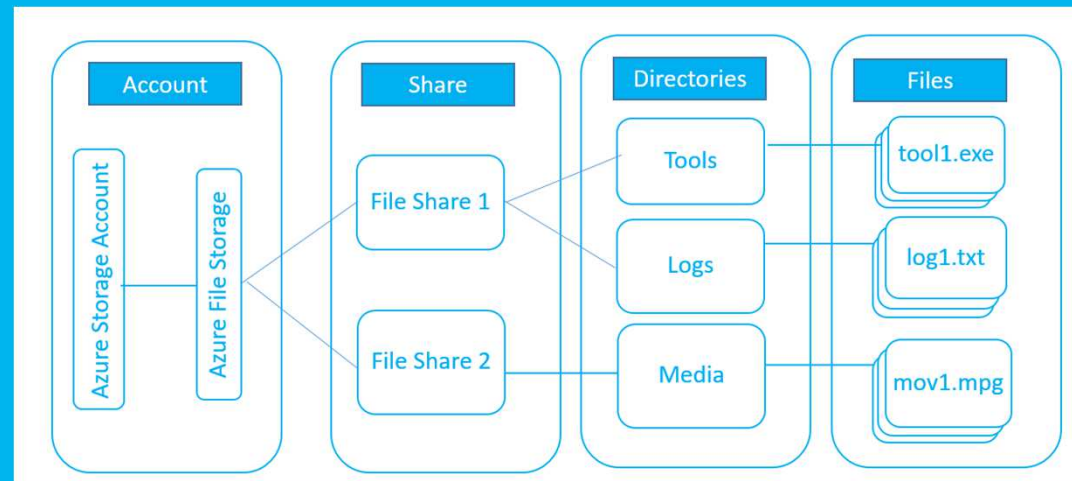 Account
Azure Storage Account
Azure File Storage
Share
File Share 1
File Share 2
Directories
Tools
Logs
Media
Files
tool1.exe
log1.txt
mov1.mpg